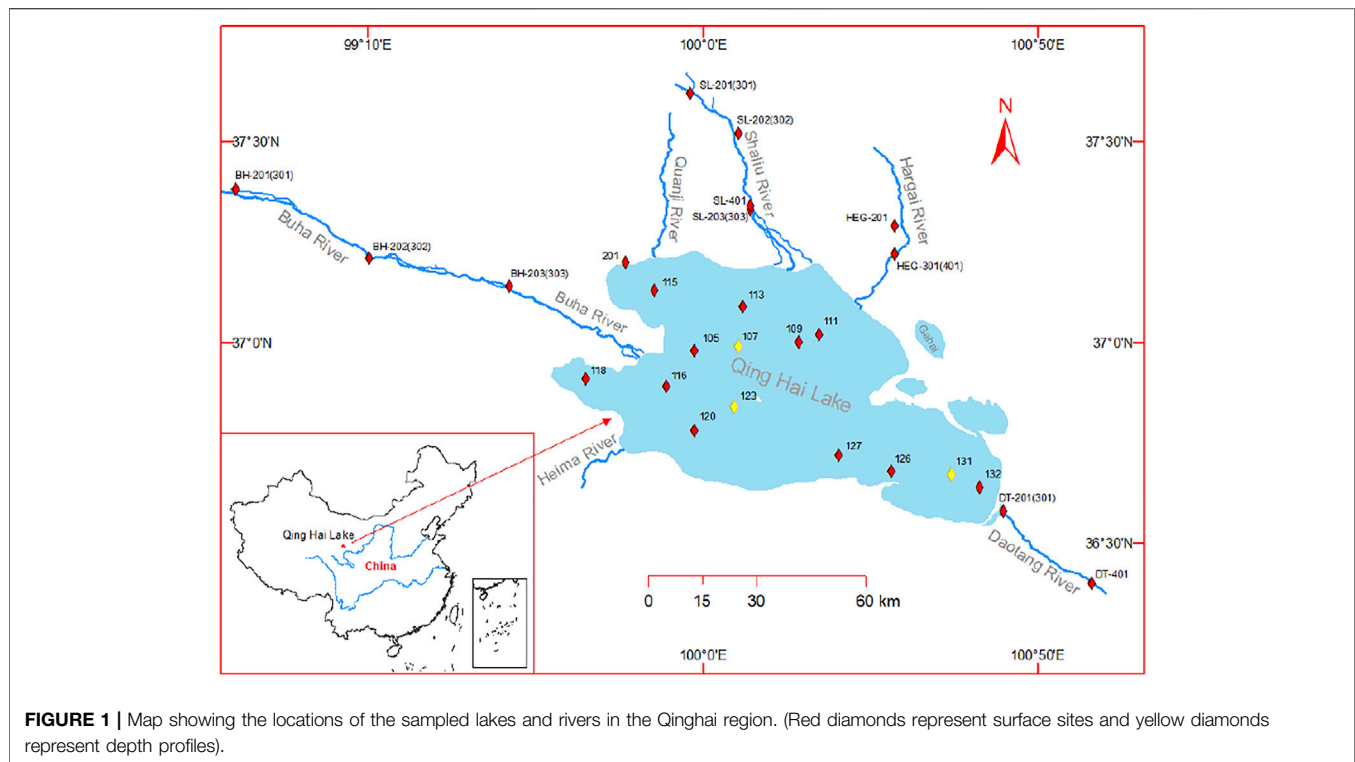 99°10'E
100°0'E
100°50'E
SL-201(301)
SL-202(302)
N
37°30'N
37°30'N
Quanji River
Shaliu River
Hargai River
BH-201(301)
SL-401
SL-203(303)
HEG-201
Buha River
BH-202(302)
HEG-301(401)
201
BH-203(303)
115
113
Buha River
111
109
107
105
Gahai
37°0'N
37°0'N
Qing Hai Lake
118
116
123
120
127
126
131
132
Heima River
DT-201(301)
Qing Hai Lake
China
36°30'N
Daotang River
DT-401
0 15 30 60 km
100°0'E
100°50'E
FIGURE 1 | Map showing the locations of the sampled lakes and rivers in the Qinghai region. (Red diamonds represent surface sites and yellow diamonds
represent depth profiles).